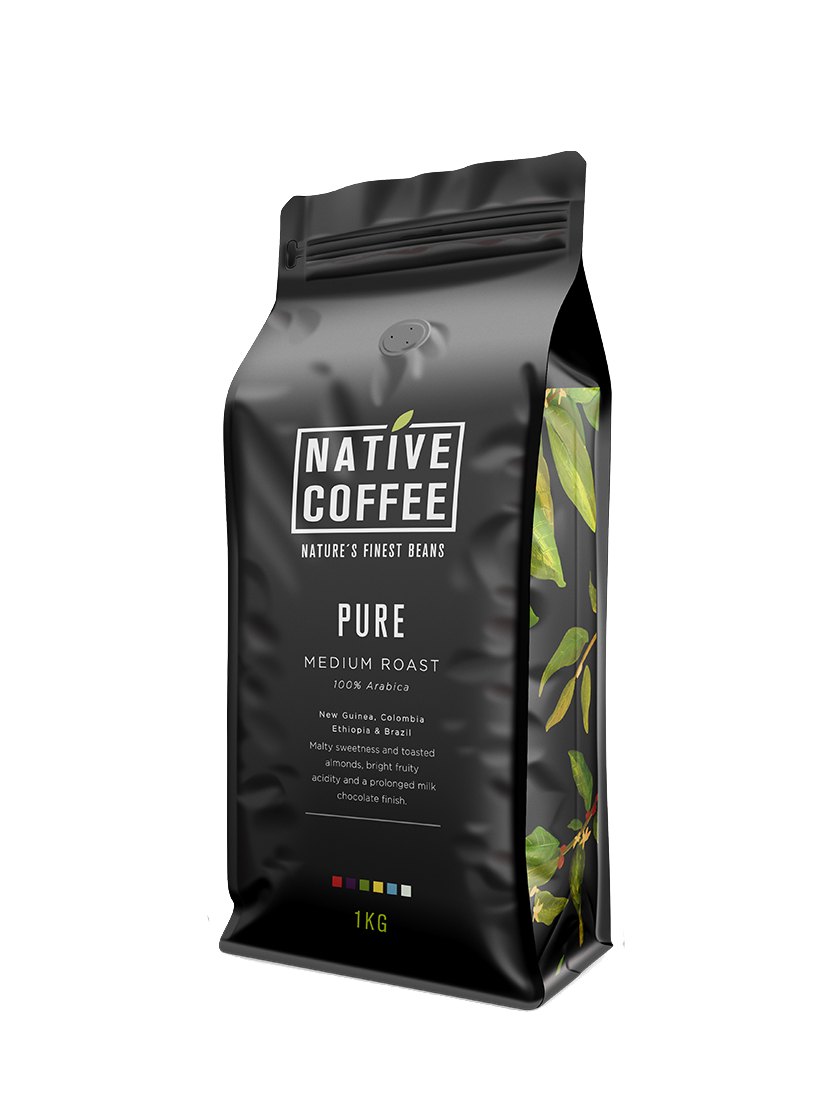 NATIVE
COFFEE
NATURE´S FINEST BEANS
PURE
MEDIUM ROAST
100% Arabica
New Guinea, Colombia
Ethiopia & Brazil
Malty sweetness and toasted
almonds, bright fruity
acidity and a prolonged milk
chocolate finish.
1KG